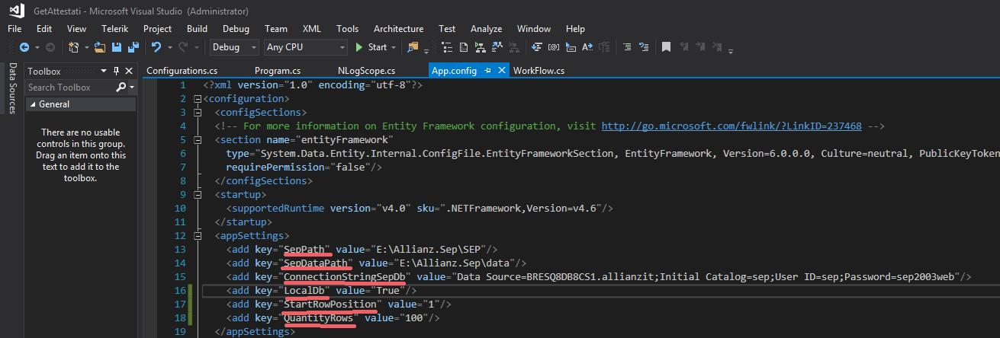 GetAttestati - Microsoft Visual Studio (Administrator)
File Edit View Telerik Project Build Debug Team XML Tools Architecture Test Analyze Window Help
Debug Any CPU Start
Data Sources
Toolbox
Search Toolbox
General
There are no usable
controls in this group.
Drag an item onto this
text to add it to the
toolbox.
Configurations.cs Program.cs NLogScope.cs App.config WorkFlow.cs
1 <?xml version="1.0" encoding="utf-8"?>
2 <configuration>
3 <configSections>
4 <!-- For more information on Entity Framework configuration, visit http://go.microsoft.com/fwlink/?LinkID=237468 -->
5 <section name="entityFramework"
6 type="System.Data.Entity.Internal.ConfigFile.EntityFrameworkSection, EntityFramework, Version=6.0.0.0, Culture=neutral, PublicKeyToken
7 requirePermission="false"/>
8 </configSections>
9 <startup>
10 <supportedRuntime version="v4.0" sku=".NETFramework,Version=v4.6"/>
11 </startup>
12 <appSettings>
13 <add key="SepPath" value="E:\Allianz.Sep\SEP"/>
14 <add key="SepDataPath" value="E:\Allianz.Sep\data"/>
15 <add key="ConnectionStringSepDb" value="Data Source=BRESQ8DB8CS1.allianzit;Initial Catalog=sep;User ID=sep;Password=sep2003web"/>
16 <add key="LocalDb" value="True"/>
17 <add key="StartRowPosition" value="1"/>
18 <add key="QuantityRows" value="100"/>
19 </appSettings>